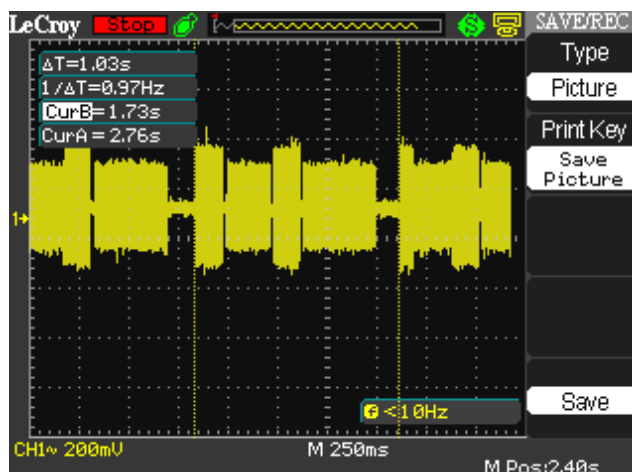 LeCroy Stop SAVE/REC
ΔT=1.03s
1/ΔT=0.97Hz
CurB=1.73s
CurA=2.76s
Type
Picture
Print Key
Save
Picture
1
F <10Hz
Save
CH1~ 200mV M 250ms
M Pos:2.40s